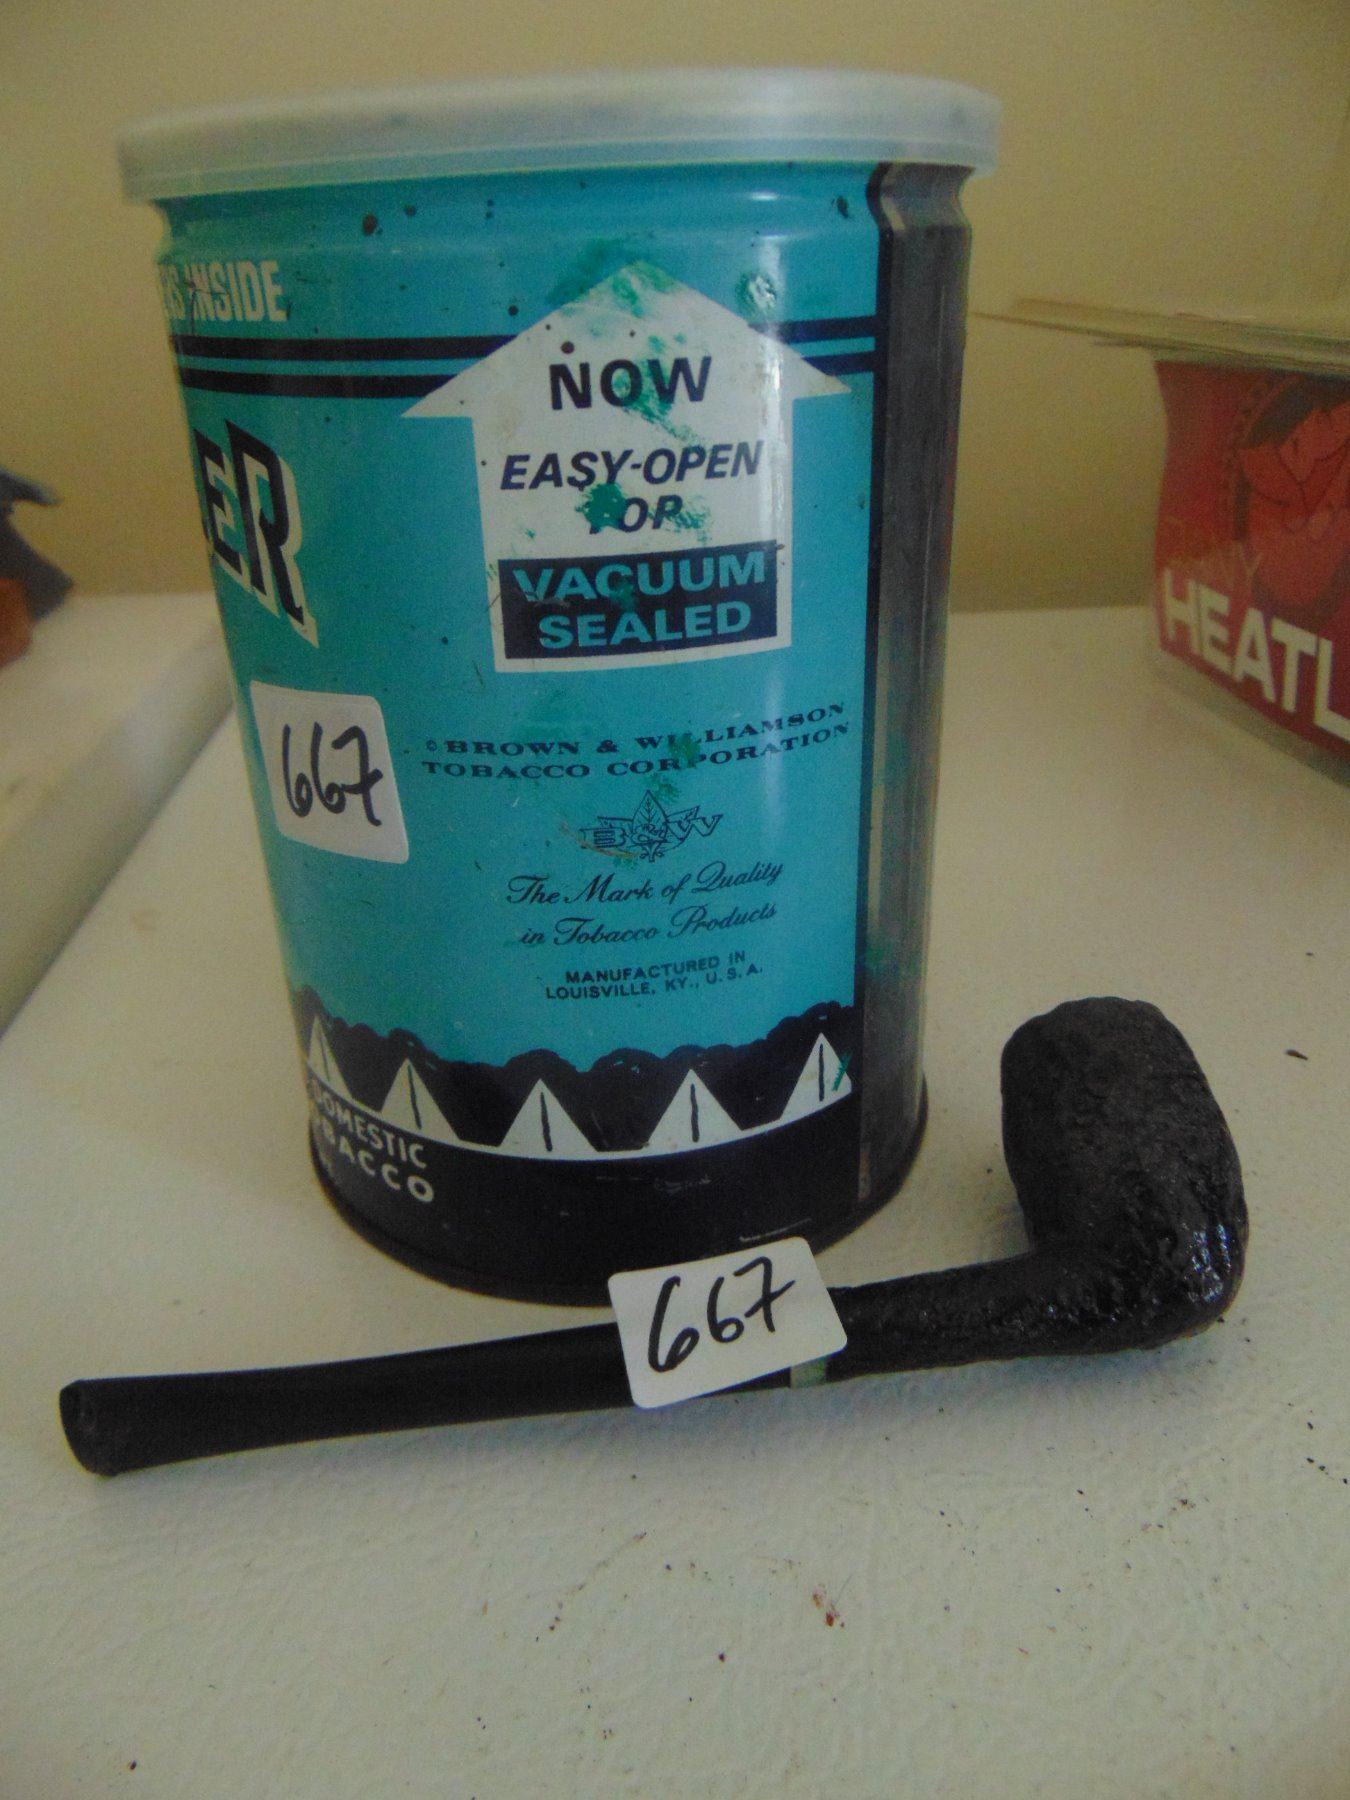 INSIDE
ER
NOW
EASY-OPEN
TOP
VACUUM
SEALED
667
© BROWN & WILLIAMSON
TOBACCO CORPORATION
B&W
The Mark of Quality
in Tobacco Products
MANUFACTURED IN
LOUISVILLE, KY., U.S.A.
DOMESTIC
TOBACCO
667
HEATL